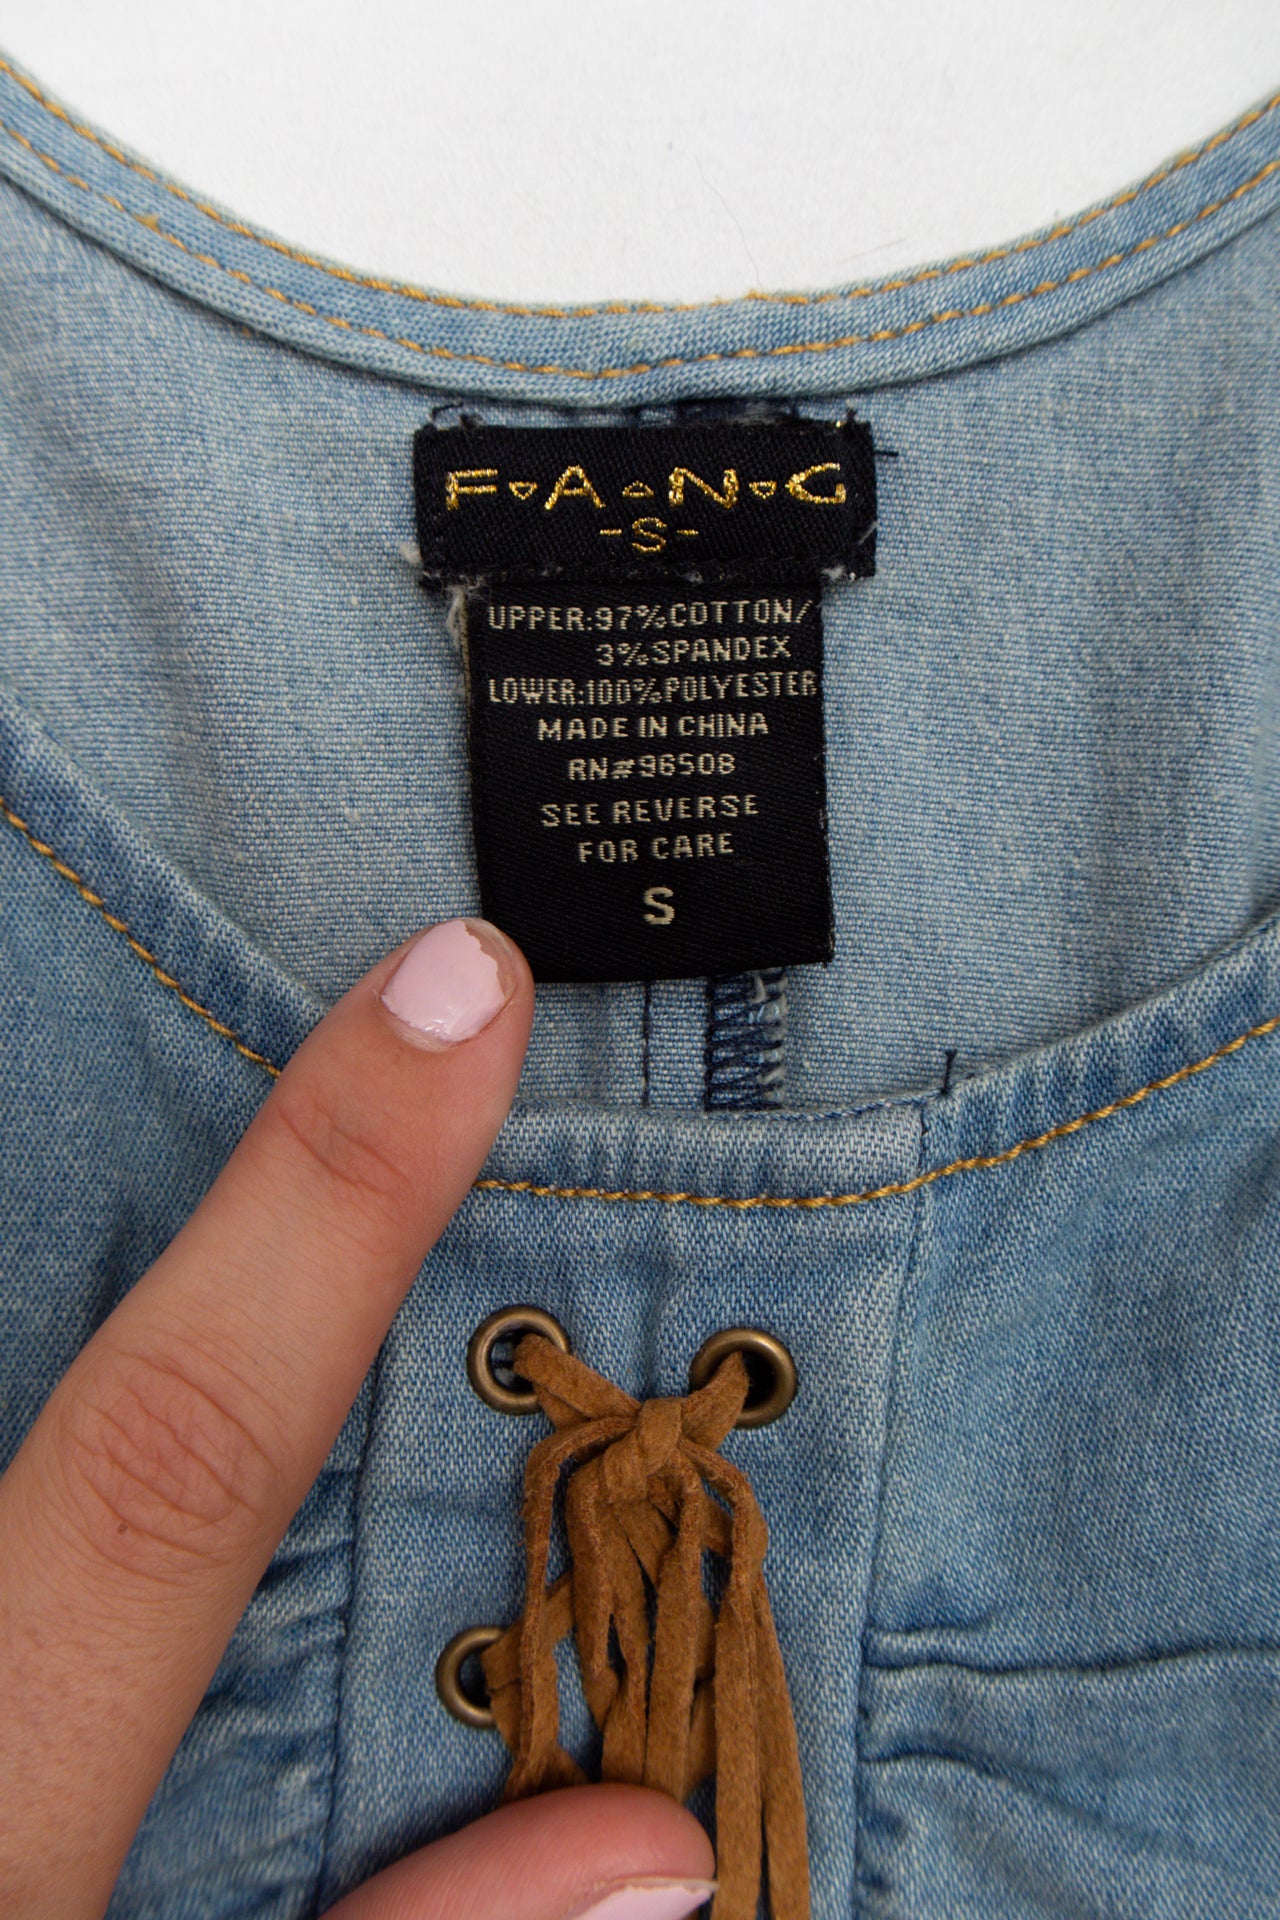 F▿A▵N▿G
-S-
UPPER:97%COTTON/
3%SPANDEX
LOWER:100%POLYESTER
MADE IN CHINA
RN#96508
SEE REVERSE
FOR CARE
S